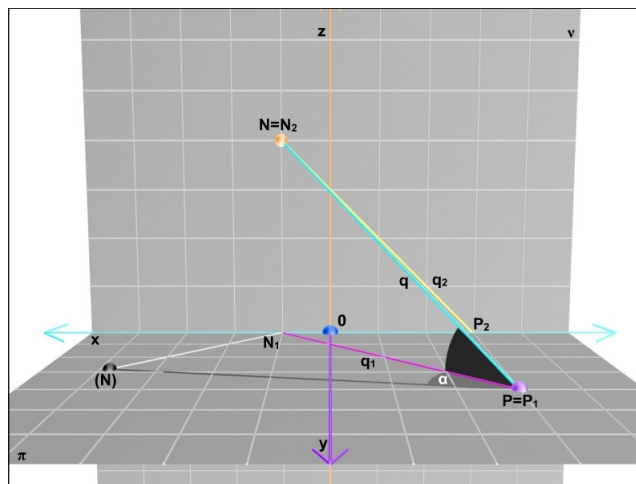 z
ν
N=N₂
q
q₂
0
P₂
x
N₁
q₁
α
(N)
P=P₁
y
π